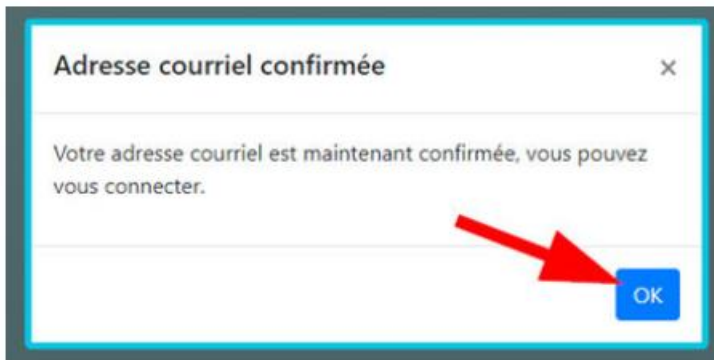 Adresse courriel confirmée
×
Votre adresse courriel est maintenant confirmée, vous pouvez
vous connecter.
OK